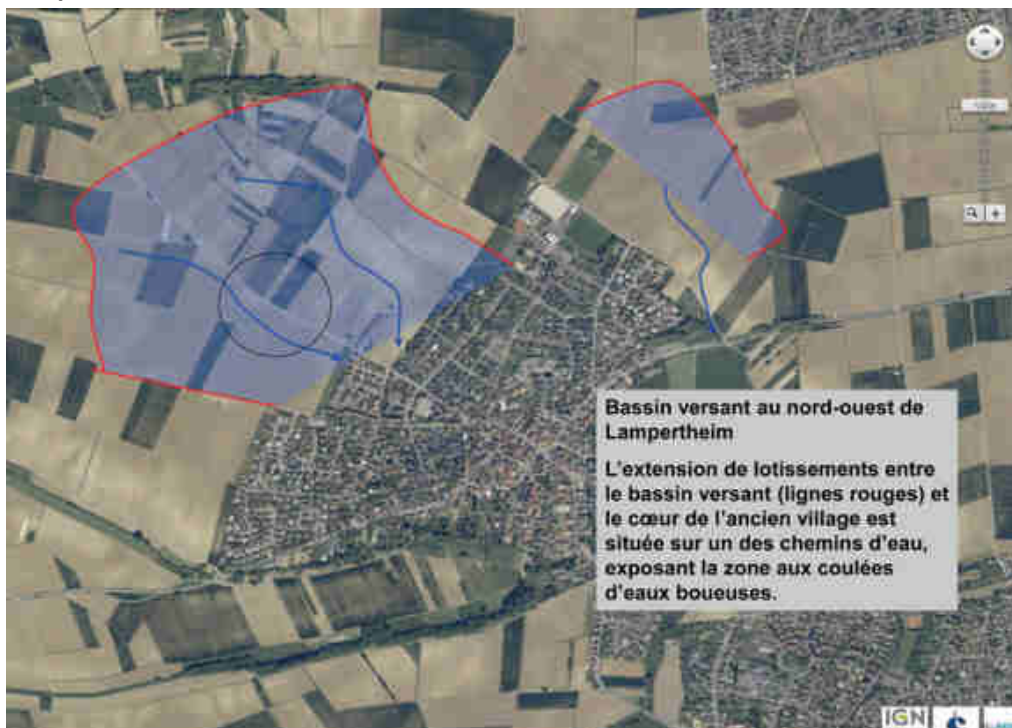 Bassin versant au nord-ouest de
Lampertheim
L'extension de lotissements entre
le bassin versant (lignes rouges) et
le cœur de l'ancien village est
située sur un des chemins d'eau,
exposant la zone aux coulées
d'eaux boueuses.
IGN